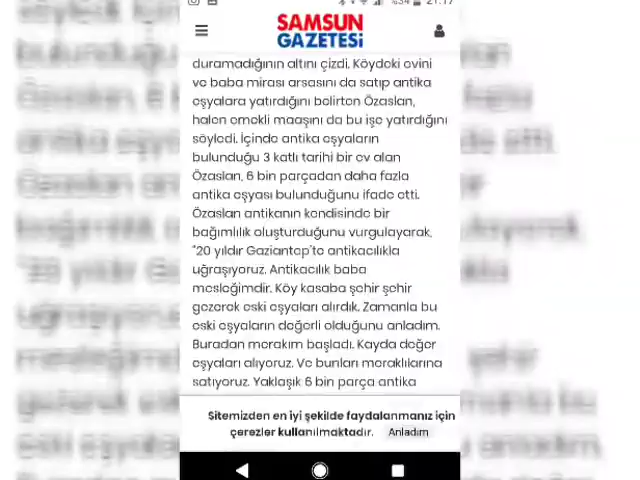 %34 21:17
SAMSUN
GAZETESİ
duramadığının altını çizdi. Köydeki evini
ve baba mirası arsasını da satıp antika
eşyalara yatırdığını belirten Özaslan,
halen emekli maaşını da bu işe yatırdığını
söyledi. İçinde antika eşyaların
bulunduğu 3 katlı tarihi bir ev alan
Özaslan, 6 bin parçadan daha fazla
antika eşyası bulunduğunu ifade etti.
Özaslan antikanın kendisinde bir
bağımlılık oluşturduğunu vurgulayarak,
"20 yıldır Gaziantep'te antikacılıkla
uğraşıyoruz. Antikacılık baba
mesleğimdir. Köy kasaba şehir şehir
gezerek eski eşyaları alırdık. Zamanla bu
eski eşyaların değerli olduğunu anladım.
Buradan merakım başladı. Kayda değer
eşyaları alıyoruz. Ve bunları meraklılarına
satıyoruz. Yaklaşık 6 bin parça antika
Sitemizden en iyi şekilde faydalanmanız için
çerezler kullanılmaktadır. Anladım